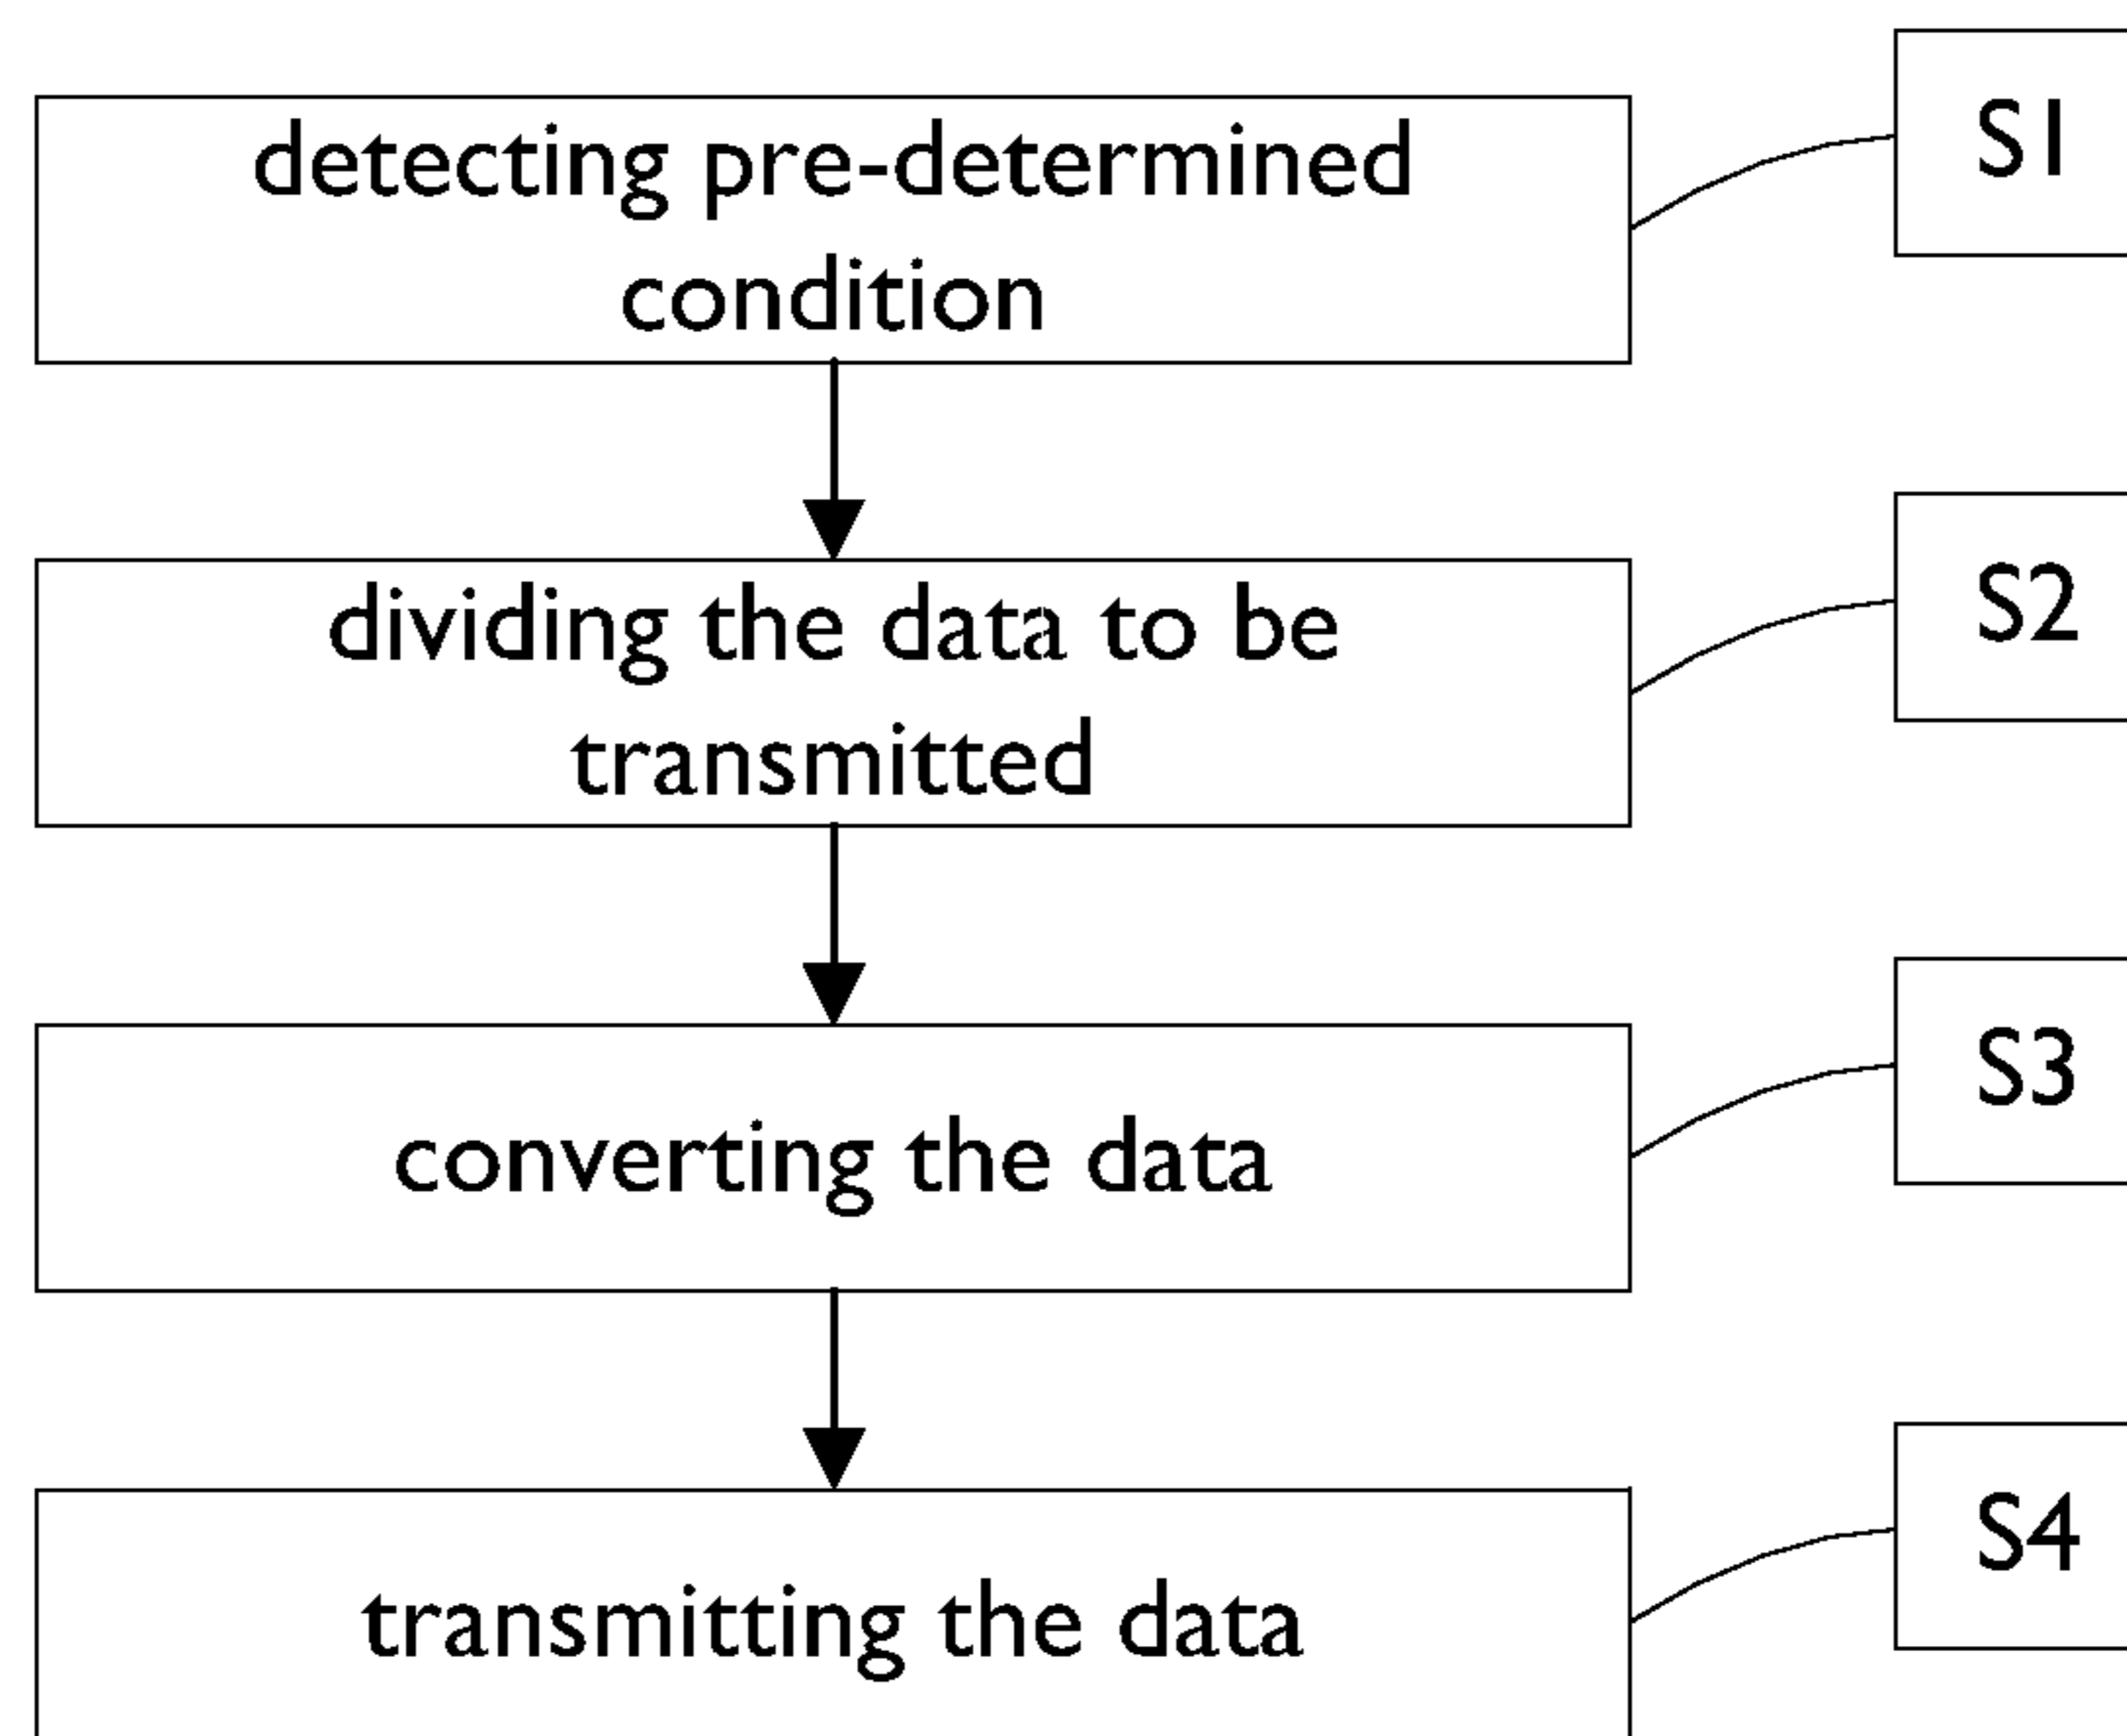 detecting pre-determined
condition
S1
dividing the data to be
transmitted
S2
converting the data
S3
transmitting the data
S4